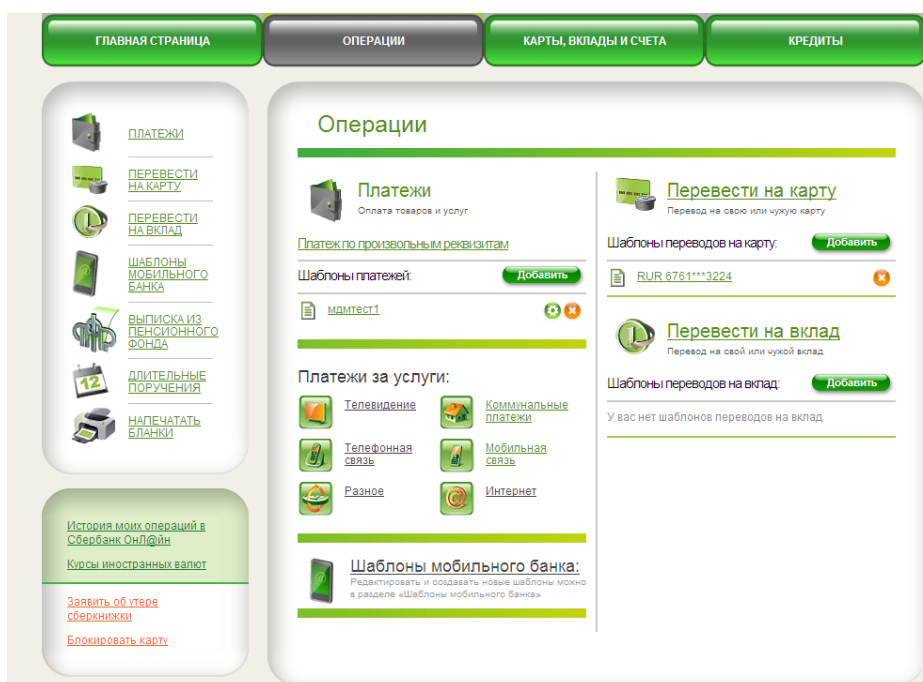 ГЛАВНАЯ СТРАНИЦА
ОПЕРАЦИИ
КАРТЫ, ВКЛАДЫ И СЧЕТА
КРЕДИТЫ
ПЛАТЕЖИ
ПЕРЕВЕСТИ
НА КАРТУ
ПЕРЕВЕСТИ
НА ВКЛАД
ШАБЛОНЫ
МОБИЛЬНОГО
БАНКА
ВЫПИСКА ИЗ
ПЕНСИОННОГО
ФОНДА
12
ДЛИТЕЛЬНЫЕ
ПОРУЧЕНИЯ
НАПЕЧАТАТЬ
БЛАНКИ
История моих операций в
Сбербанк ОнЛ@йн
Курсы иностранных валют
Заявить об утере
сберкнижки
Блокировать карту
Операции
Платежи
Оплата товаров и услуг
Платеж по произвольным реквизитам
Шаблоны платежей:
Добавить
мдмтест1
Платежи за услуги:
Телевидение
Коммунальные
платежи
Телефонная
связь
Мобильная
связь
Разное
Интернет
Шаблоны мобильного банка:
Редактировать и создавать новые шаблоны можно
в разделе «Шаблоны мобильного банка»
Перевести на карту
Перевод на свою или чужую карту
Шаблоны переводов на карту:
Добавить
RUR 6761***3224
Перевести на вклад
Перевод на свой или чужой вклад
Шаблоны переводов на вклад:
Добавить
У вас нет шаблонов переводов на вклад